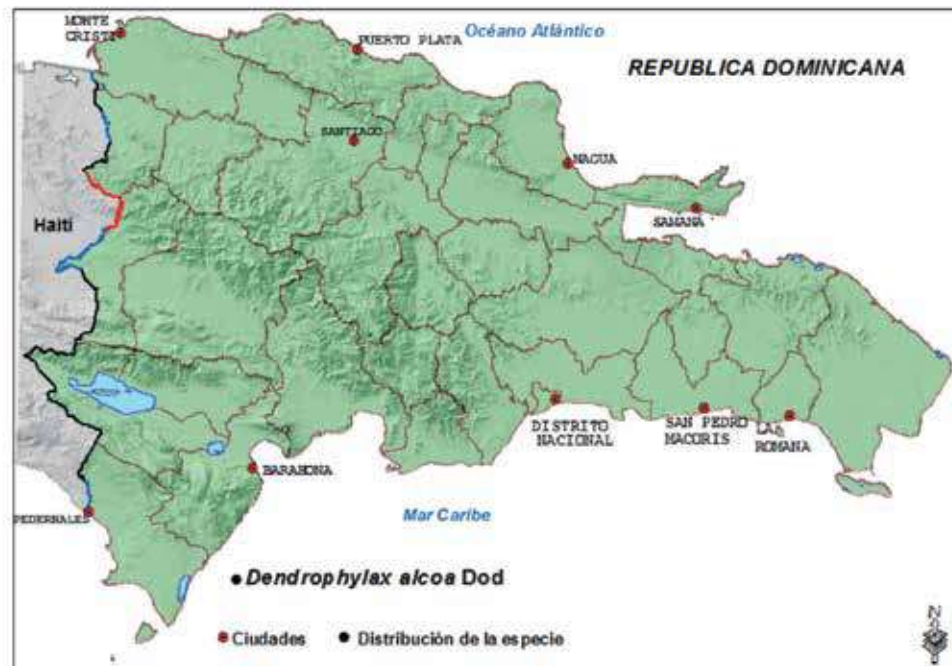 MONTE
CRISTI
Océano Atlántico
PUERTO PLATA
REPUBLICA DOMINICANA
SANTIAGO
NAGUA
SAMANA
Haití
DISTRITO
NACIONAL
SAN PEDRO
MACORIS
LA
ROMANA
BARAHONA
PEDERNALES
Mar Caribe
Dendrophylax alcoa Dod
Ciudades
Distribución de la especie
N